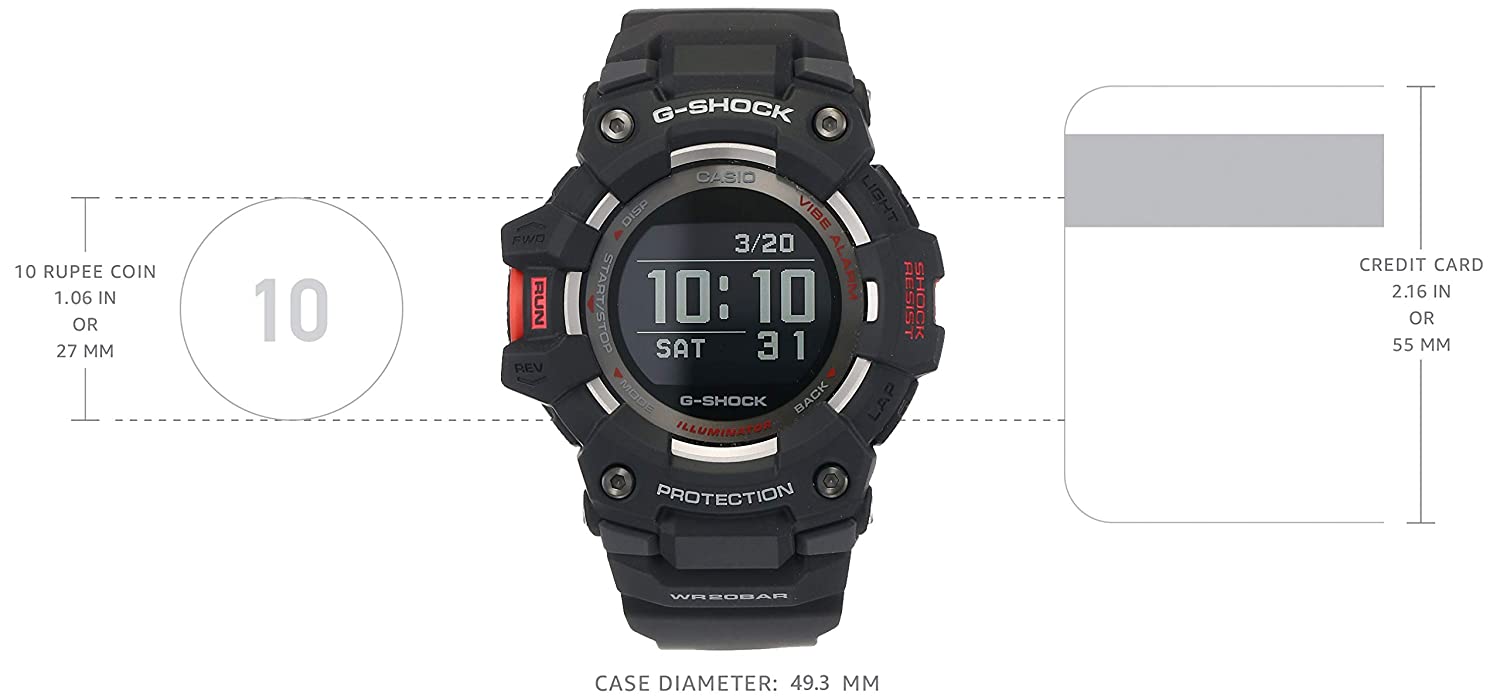 G-SHOCK
CASIO
DISP
VIBE ALARM
LIGHT
FWD
RUN
REV
START/STOP
3/20
10:10
SAT 31
G-SHOCK
SHOCK
RESIST
MODE
BACK
LAP
ILLUMINATOR
PROTECTION
WR20BAR
10 RUPEE COIN
1.06 IN
OR
27 MM
10
CREDIT CARD
2.16 IN
OR
55 MM
CASE DIAMETER: 49.3 MM